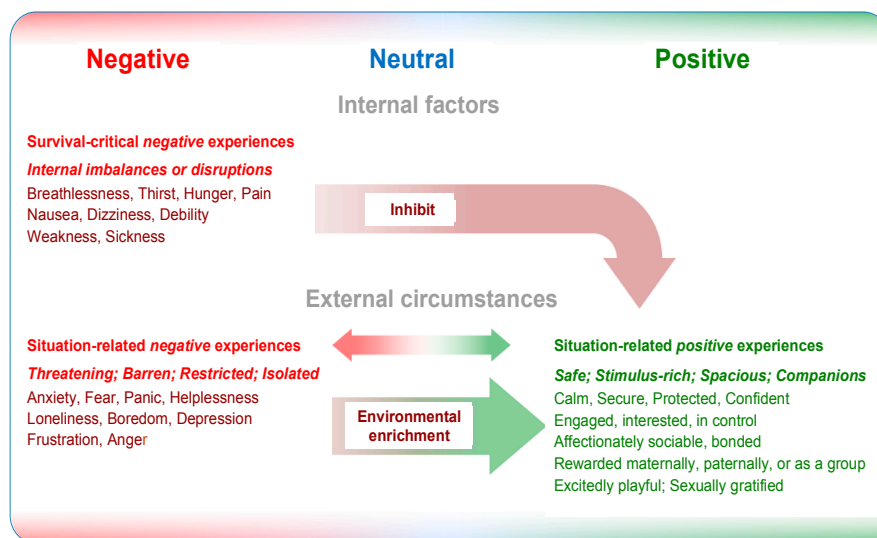 Negative Neutral Positive
Internal factors
Survival-critical negative experiences
Internal imbalances or disruptions
Breathlessness, Thirst, Hunger, Pain
Nausea, Dizziness, Debility
Weakness, Sickness
Inhibit
External circumstances
Situation-related negative experiences
Threatening; Barren; Restricted; Isolated
Anxiety, Fear, Panic, Helplessness
Loneliness, Boredom, Depression
Frustration, Anger
Environmental
enrichment
Situation-related positive experiences
Safe; Stimulus-rich; Spacious; Companions
Calm, Secure, Protected, Confident
Engaged, interested, in control
Affectionately sociable, bonded
Rewarded maternally, paternally, or as a group
Excitedly playful; Sexually gratified